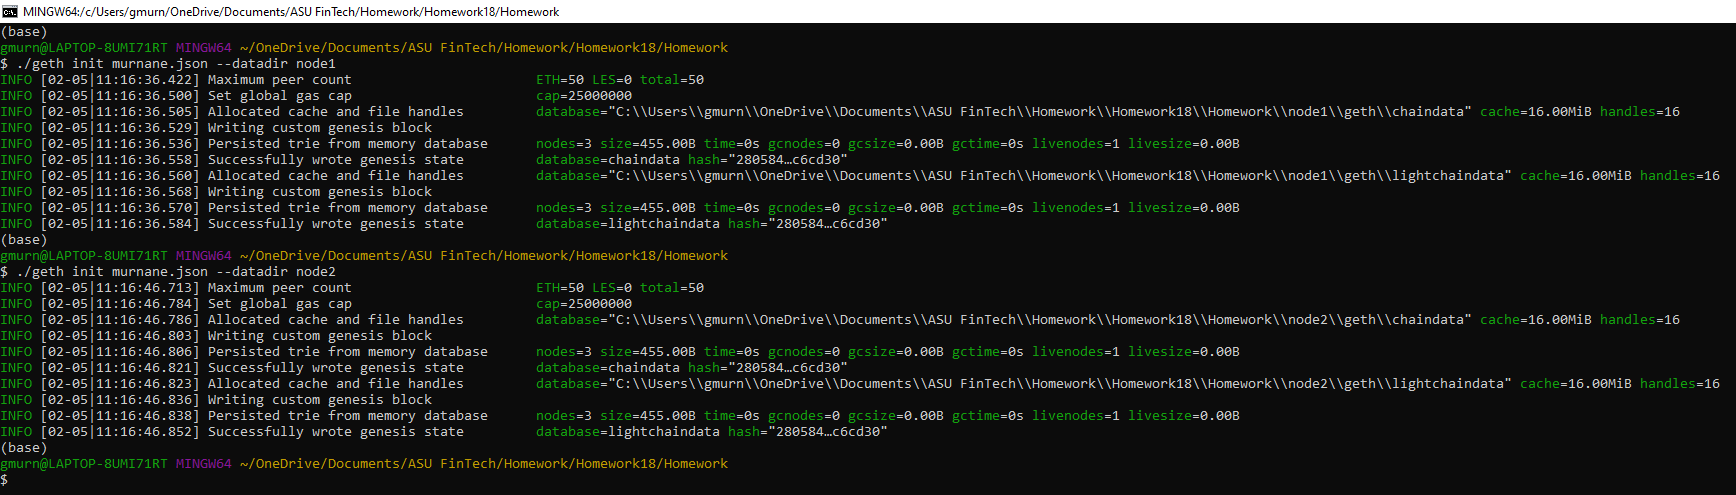 MINGW64:/c/Users/gmurn/OneDrive/Documents/ASU FinTech/Homework/Homework18/Homework
(base)
gmurn@LAPTOP-8UMI71RT MINGW64 ~/OneDrive/Documents/ASU FinTech/Homework/Homework18/Homework
$ ./geth init murnane.json --datadir node1
INFO [02-05|11:16:36.422] Maximum peer count                       ETH=50 LES=0 total=50
INFO [02-05|11:16:36.500] Set global gas cap                       cap=25000000
INFO [02-05|11:16:36.505] Allocated cache and file handles         database="C:\\Users\\gmurn\\OneDrive\\Documents\\ASU FinTech\\Homework\\Homework18\\Homework\\node1\\geth\\chaindata" cache=16.00MiB handles=16
INFO [02-05|11:16:36.529] Writing custom genesis block
INFO [02-05|11:16:36.536] Persisted trie from memory database      nodes=3 size=455.00B time=0s gcnodes=0 gcsize=0.00B gctime=0s livenodes=1 livesize=0.00B
INFO [02-05|11:16:36.558] Successfully wrote genesis state         database=chaindata hash="280584…c6cd30"
INFO [02-05|11:16:36.560] Allocated cache and file handles         database="C:\\Users\\gmurn\\OneDrive\\Documents\\ASU FinTech\\Homework\\Homework18\\Homework\\node1\\geth\\lightchaindata" cache=16.00MiB handles=16
INFO [02-05|11:16:36.568] Writing custom genesis block
INFO [02-05|11:16:36.570] Persisted trie from memory database      nodes=3 size=455.00B time=0s gcnodes=0 gcsize=0.00B gctime=0s livenodes=1 livesize=0.00B
INFO [02-05|11:16:36.584] Successfully wrote genesis state         database=lightchaindata hash="280584…c6cd30"
(base)
gmurn@LAPTOP-8UMI71RT MINGW64 ~/OneDrive/Documents/ASU FinTech/Homework/Homework18/Homework
$ ./geth init murnane.json --datadir node2
INFO [02-05|11:16:46.713] Maximum peer count                       ETH=50 LES=0 total=50
INFO [02-05|11:16:46.784] Set global gas cap                       cap=25000000
INFO [02-05|11:16:46.786] Allocated cache and file handles         database="C:\\Users\\gmurn\\OneDrive\\Documents\\ASU FinTech\\Homework\\Homework18\\Homework\\node2\\geth\\chaindata" cache=16.00MiB handles=16
INFO [02-05|11:16:46.803] Writing custom genesis block
INFO [02-05|11:16:46.806] Persisted trie from memory database      nodes=3 size=455.00B time=0s gcnodes=0 gcsize=0.00B gctime=0s livenodes=1 livesize=0.00B
INFO [02-05|11:16:46.821] Successfully wrote genesis state         database=chaindata hash="280584…c6cd30"
INFO [02-05|11:16:46.823] Allocated cache and file handles         database="C:\\Users\\gmurn\\OneDrive\\Documents\\ASU FinTech\\Homework\\Homework18\\Homework\\node2\\geth\\lightchaindata" cache=16.00MiB handles=16
INFO [02-05|11:16:46.836] Writing custom genesis block
INFO [02-05|11:16:46.838] Persisted trie from memory database      nodes=3 size=455.00B time=0s gcnodes=0 gcsize=0.00B gctime=0s livenodes=1 livesize=0.00B
INFO [02-05|11:16:46.852] Successfully wrote genesis state         database=lightchaindata hash="280584…c6cd30"
(base)
gmurn@LAPTOP-8UMI71RT MINGW64 ~/OneDrive/Documents/ASU FinTech/Homework/Homework18/Homework
$